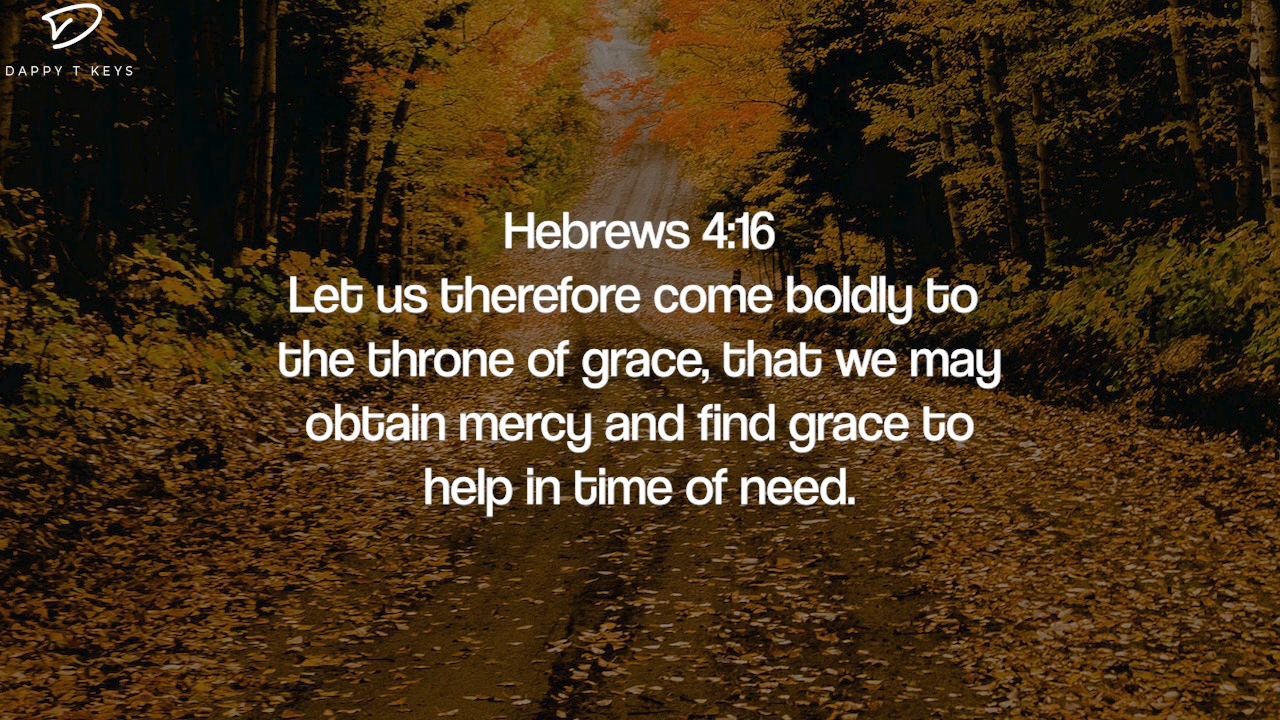 DAPPY T KEYS
Hebrews 4:16
Let us therefore come boldly to
the throne of grace, that we may
obtain mercy and find grace to
help in time of need.